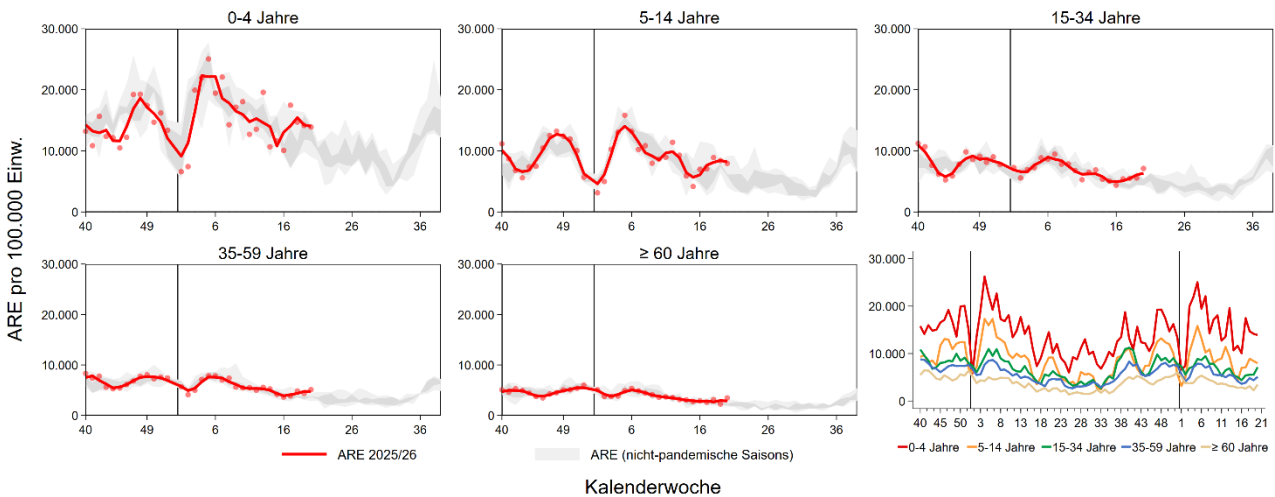 0-4 Jahre
30.000
20.000
10.000
0
40 49 6 16 26 36
5-14 Jahre
30.000
20.000
10.000
0
40 49 6 16 26 36
15-34 Jahre
30.000
20.000
10.000
0
40 49 6 16 26 36
ARE pro 100.000 Einw.
35-59 Jahre
30.000
20.000
10.000
0
40 49 6 16 26 36
≥ 60 Jahre
30.000
20.000
10.000
0
40 49 6 16 26 36
30.000
20.000
10.000
0
40 45 50 3 8 13 18 23 28 33 38 43 48 1 6 11 16 21
0-4 Jahre 5-14 Jahre 15-34 Jahre 35-59 Jahre ≥ 60 Jahre
ARE 2025/26 ARE (nicht-pandemische Saisons)
Kalenderwoche